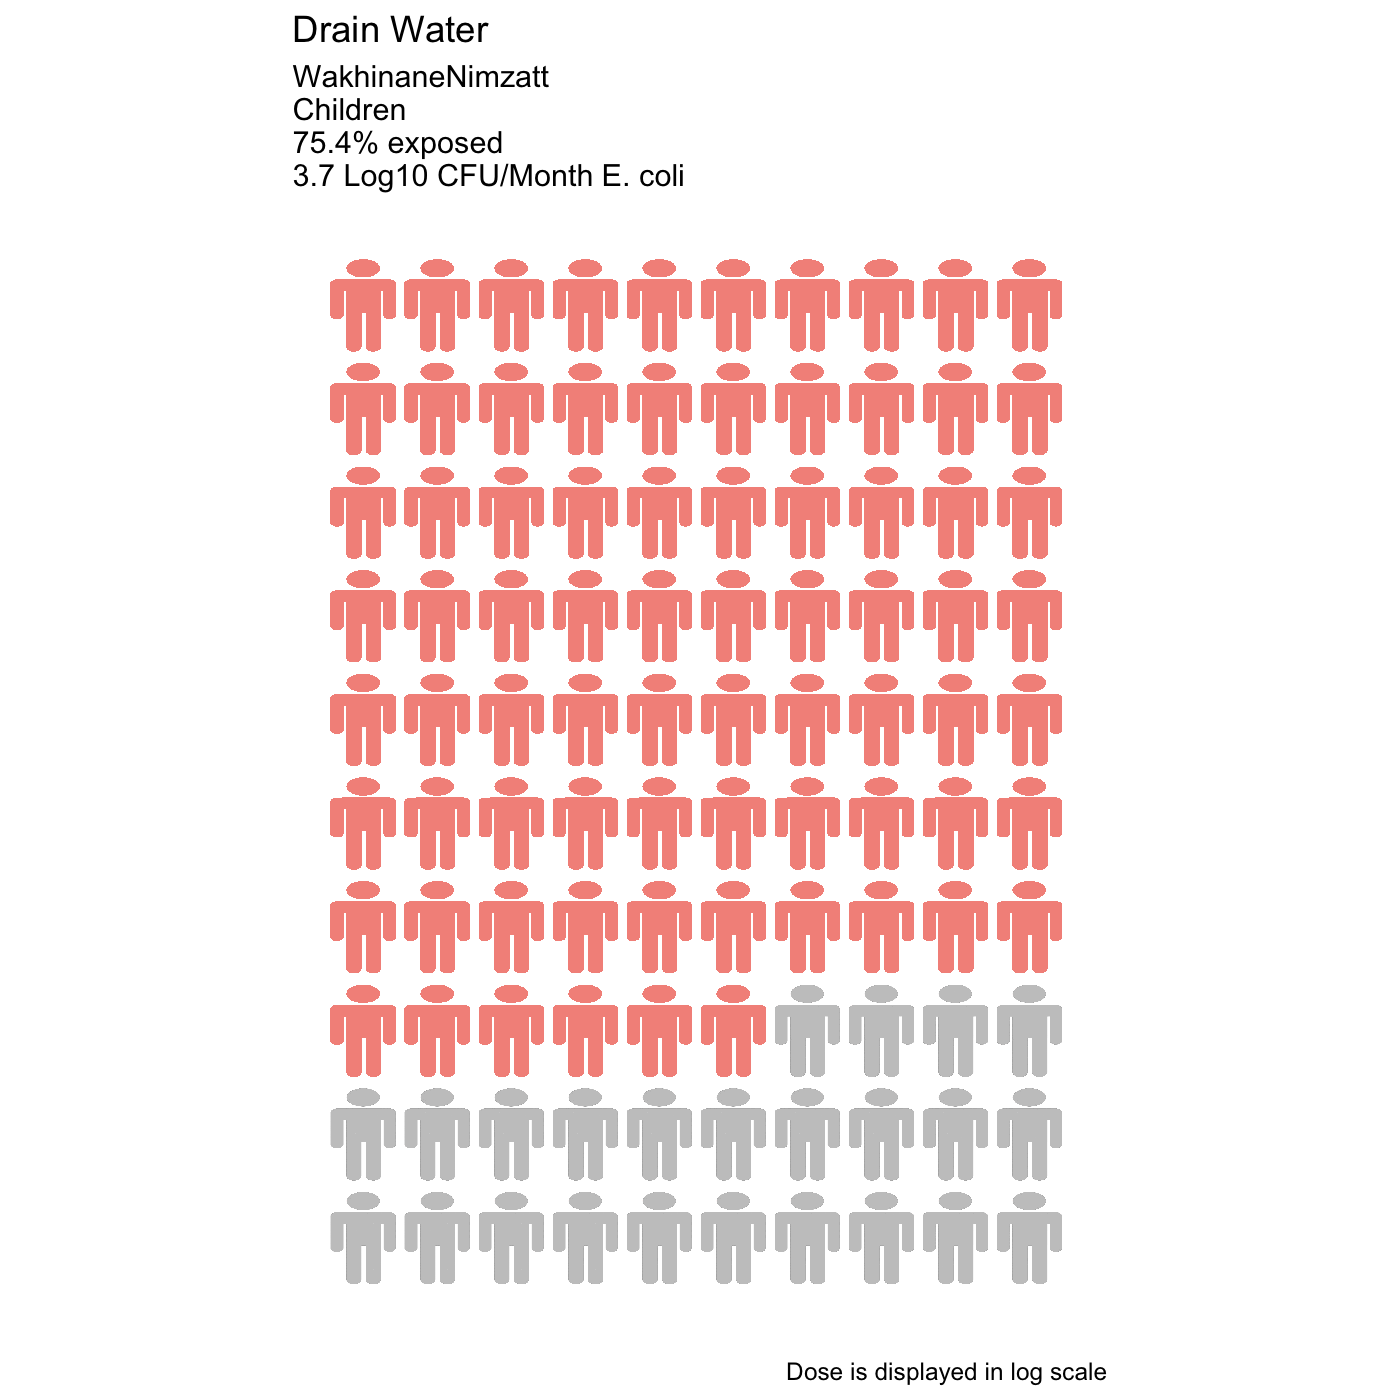 Drain Water
WakhinaneNimzatt
Children
75.4% exposed
3.7 Log10 CFU/Month E. coli
Dose is displayed in log scale